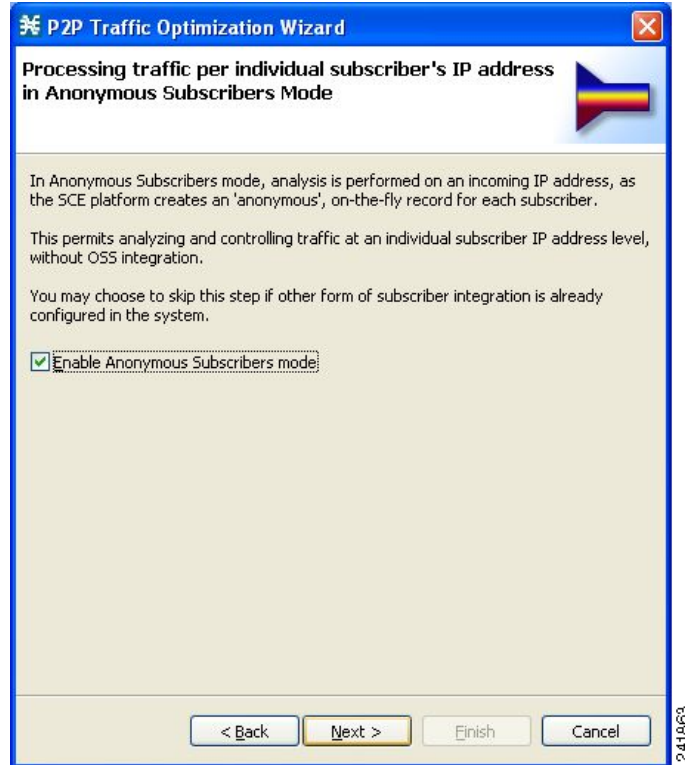 P2P Traffic Optimization Wizard
Processing traffic per individual subscriber's IP address
in Anonymous Subscribers Mode
In Anonymous Subscribers mode, analysis is performed on an incoming IP address, as
the SCE platform creates an 'anonymous', on-the-fly record for each subscriber.
This permits analyzing and controlling traffic at an individual subscriber IP address level,
without OSS integration.
You may choose to skip this step if other form of subscriber integration is already
configured in the system.
Enable Anonymous Subscribers mode
< Back Next > Finish Cancel
241863